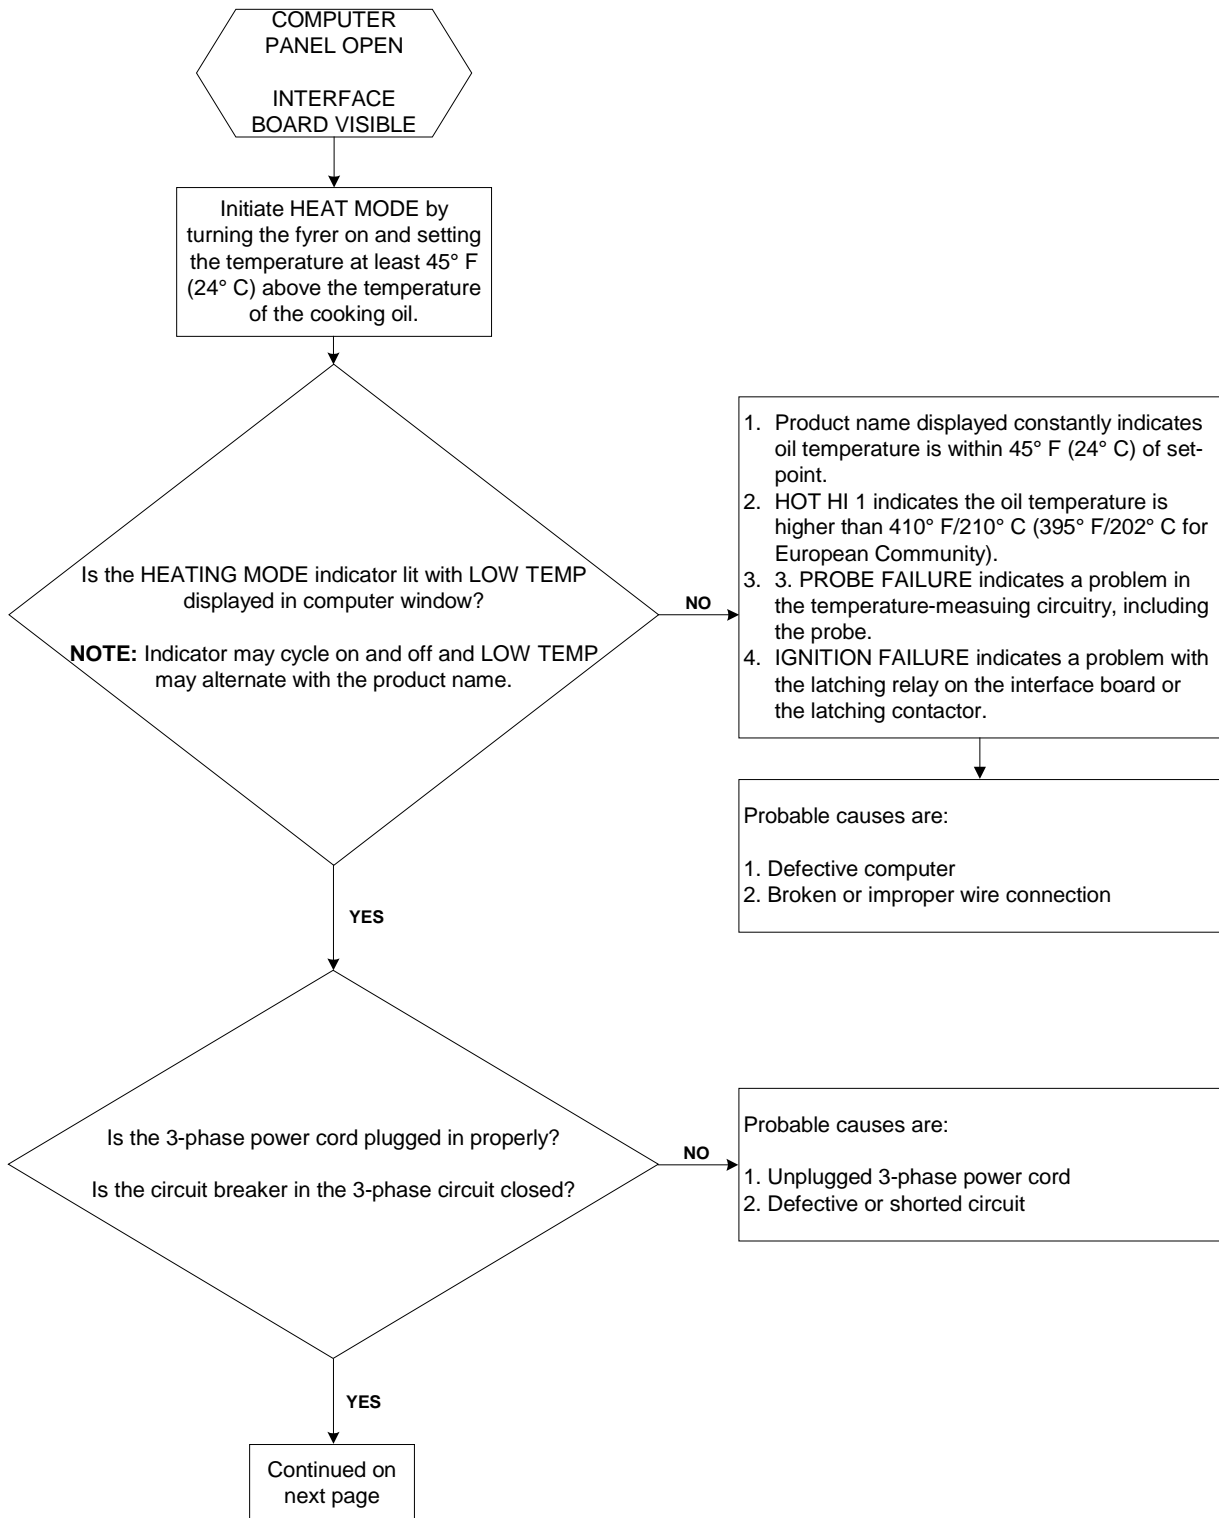 COMPUTER
PANEL OPEN
INTERFACE
BOARD VISIBLE
Initiate HEAT MODE by
turning the fyrer on and setting
the temperature at least 45° F
(24° C) above the temperature
of the cooking oil.
Is the HEATING MODE indicator lit with LOW TEMP
displayed in computer window?
NOTE: Indicator may cycle on and off and LOW TEMP
may alternate with the product name.
NO
1. Product name displayed constantly indicates
oil temperature is within 45° F (24° C) of set-
point.
2. HOT HI 1 indicates the oil temperature is
higher than 410° F/210° C (395° F/202° C for
European Community).
3. 3. PROBE FAILURE indicates a problem in
the temperature-measuing circuitry, including
the probe.
4. IGNITION FAILURE indicates a problem with
the latching relay on the interface board or
the latching contactor.
Probable causes are:
1. Defective computer
2. Broken or improper wire connection
YES
Is the 3-phase power cord plugged in properly?
Is the circuit breaker in the 3-phase circuit closed?
NO
Probable causes are:
1. Unplugged 3-phase power cord
2. Defective or shorted circuit
YES
Continued on
next page